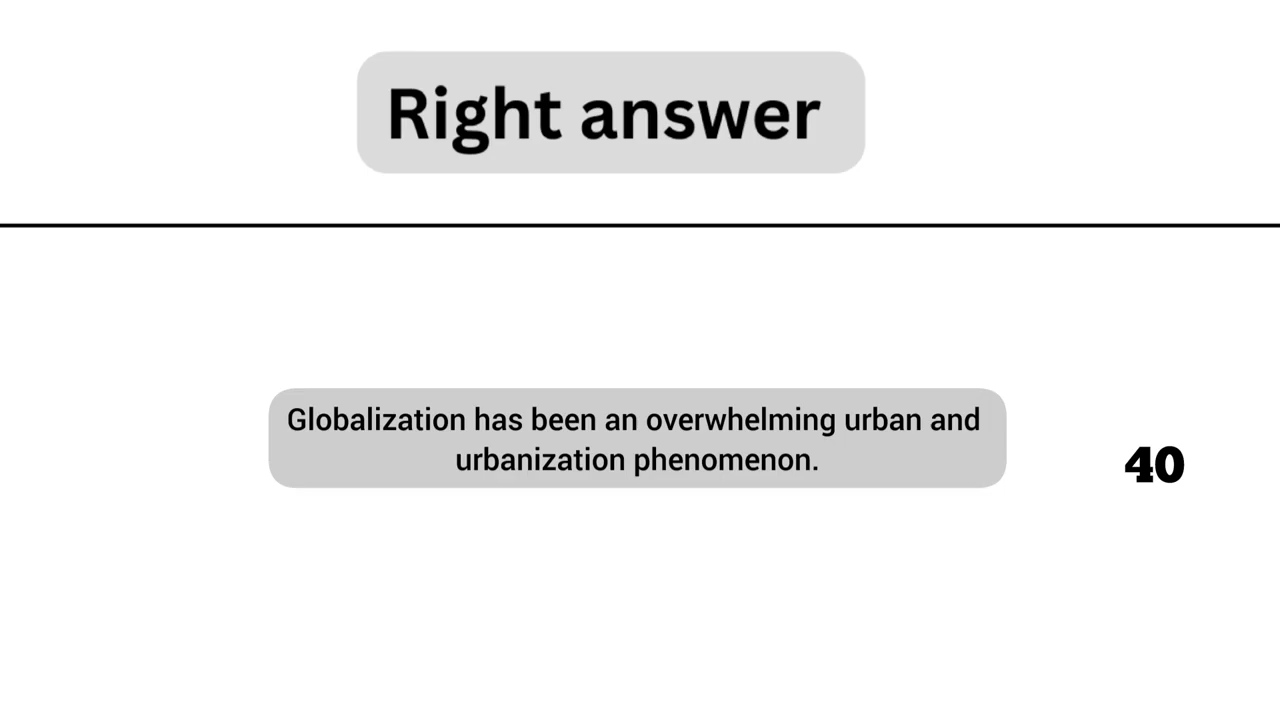 Right answer
Globalization has been an overwhelming urban and
urbanization phenomenon.
40